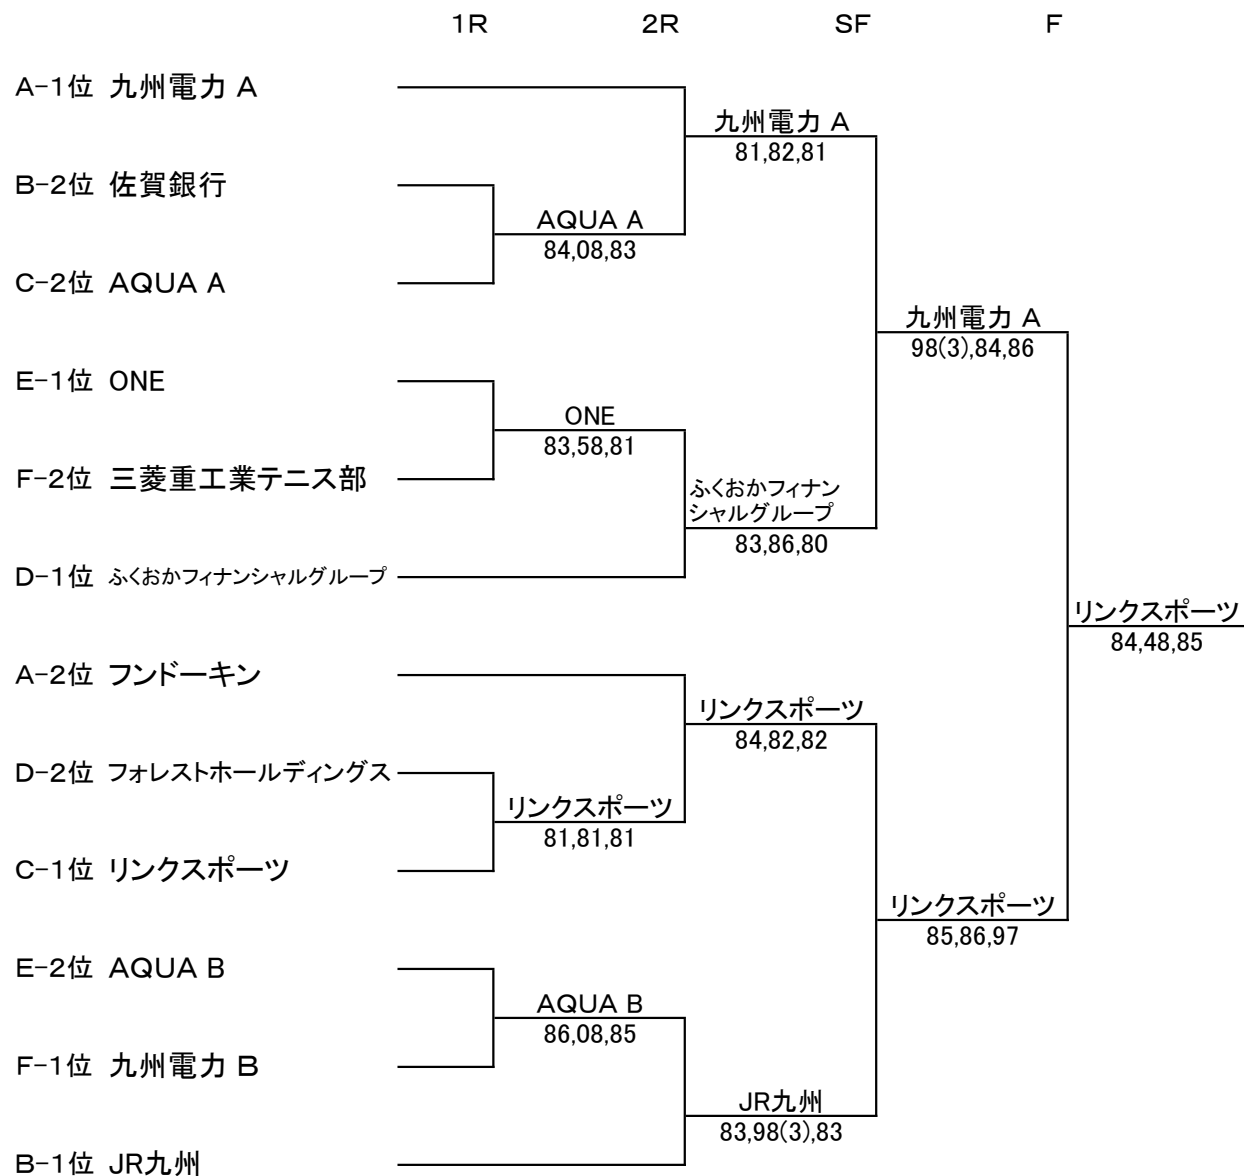 1R 2R SF F
A-1位 九州電力 A
九州電力 A
81,82,81
B-2位 佐賀銀行
AQUA A
84,08,83
C-2位 AQUA A
九州電力 A
98(3),84,86
E-1位 ONE
ONE
83,58,81
F-2位 三菱重工業テニス部
ふくおかフィナン
シャルグループ
83,86,80
D-1位 ふくおかフィナンシャルグループ
リンクスポーツ
84,48,85
A-2位 フンドーキン
リンクスポーツ
84,82,82
D-2位 フォレストホールディングス
リンクスポーツ
81,81,81
C-1位 リンクスポーツ
リンクスポーツ
85,86,97
E-2位 AQUA B
AQUA B
86,08,85
F-1位 九州電力 B
JR九州
83,98(3),83
B-1位 JR九州